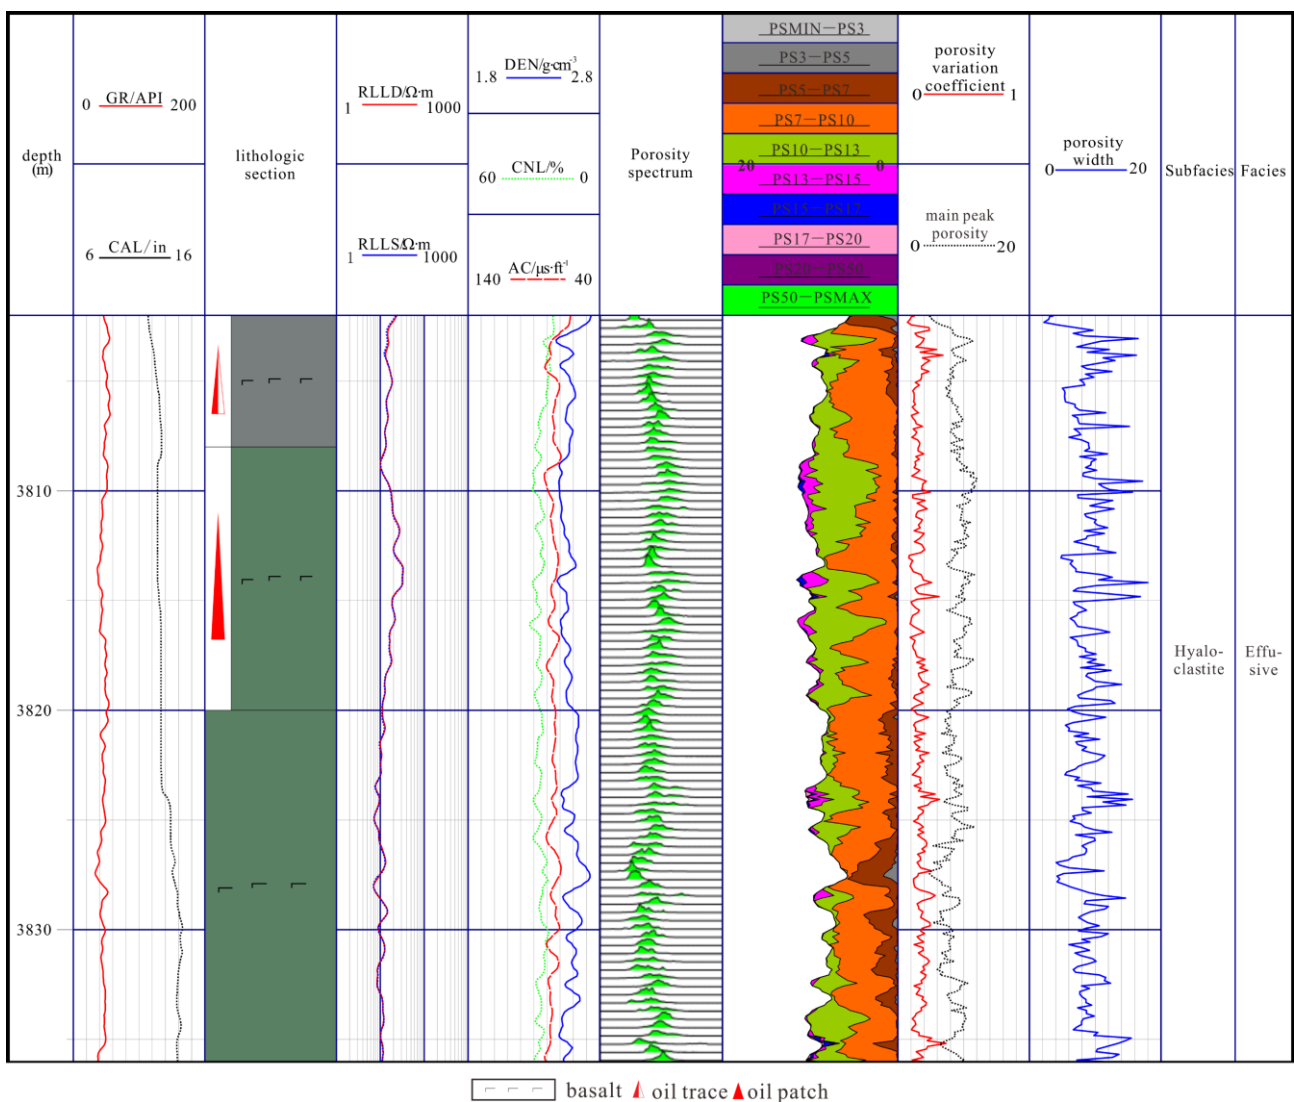 depth
(m)
0 GR/API 200
6 CAL/in 16
lithologic
section
1 RLLD/Ω·m 1000
1 RLLS/Ω·m 1000
1.8 DEN/g·cm⁻³ 2.8
60 CNL/% 0
140 AC/μs·ft⁻¹ 40
Porosity
spectrum
PSMIN—PS3
PS3—PS5
PS5—PS7
PS7—PS10
PS10—PS13
20 0
PS13—PS15
PS15—PS17
PS17—PS20
PS20—PS50
PS50—PSMAX
porosity
variation
coefficient
0 1
main peak
porosity
0 20
porosity
width
0 20
Subfacies
Facies
3810
3820
3830
Hyalo-
clastite
Effu-
sive
basalt oil trace oil patch